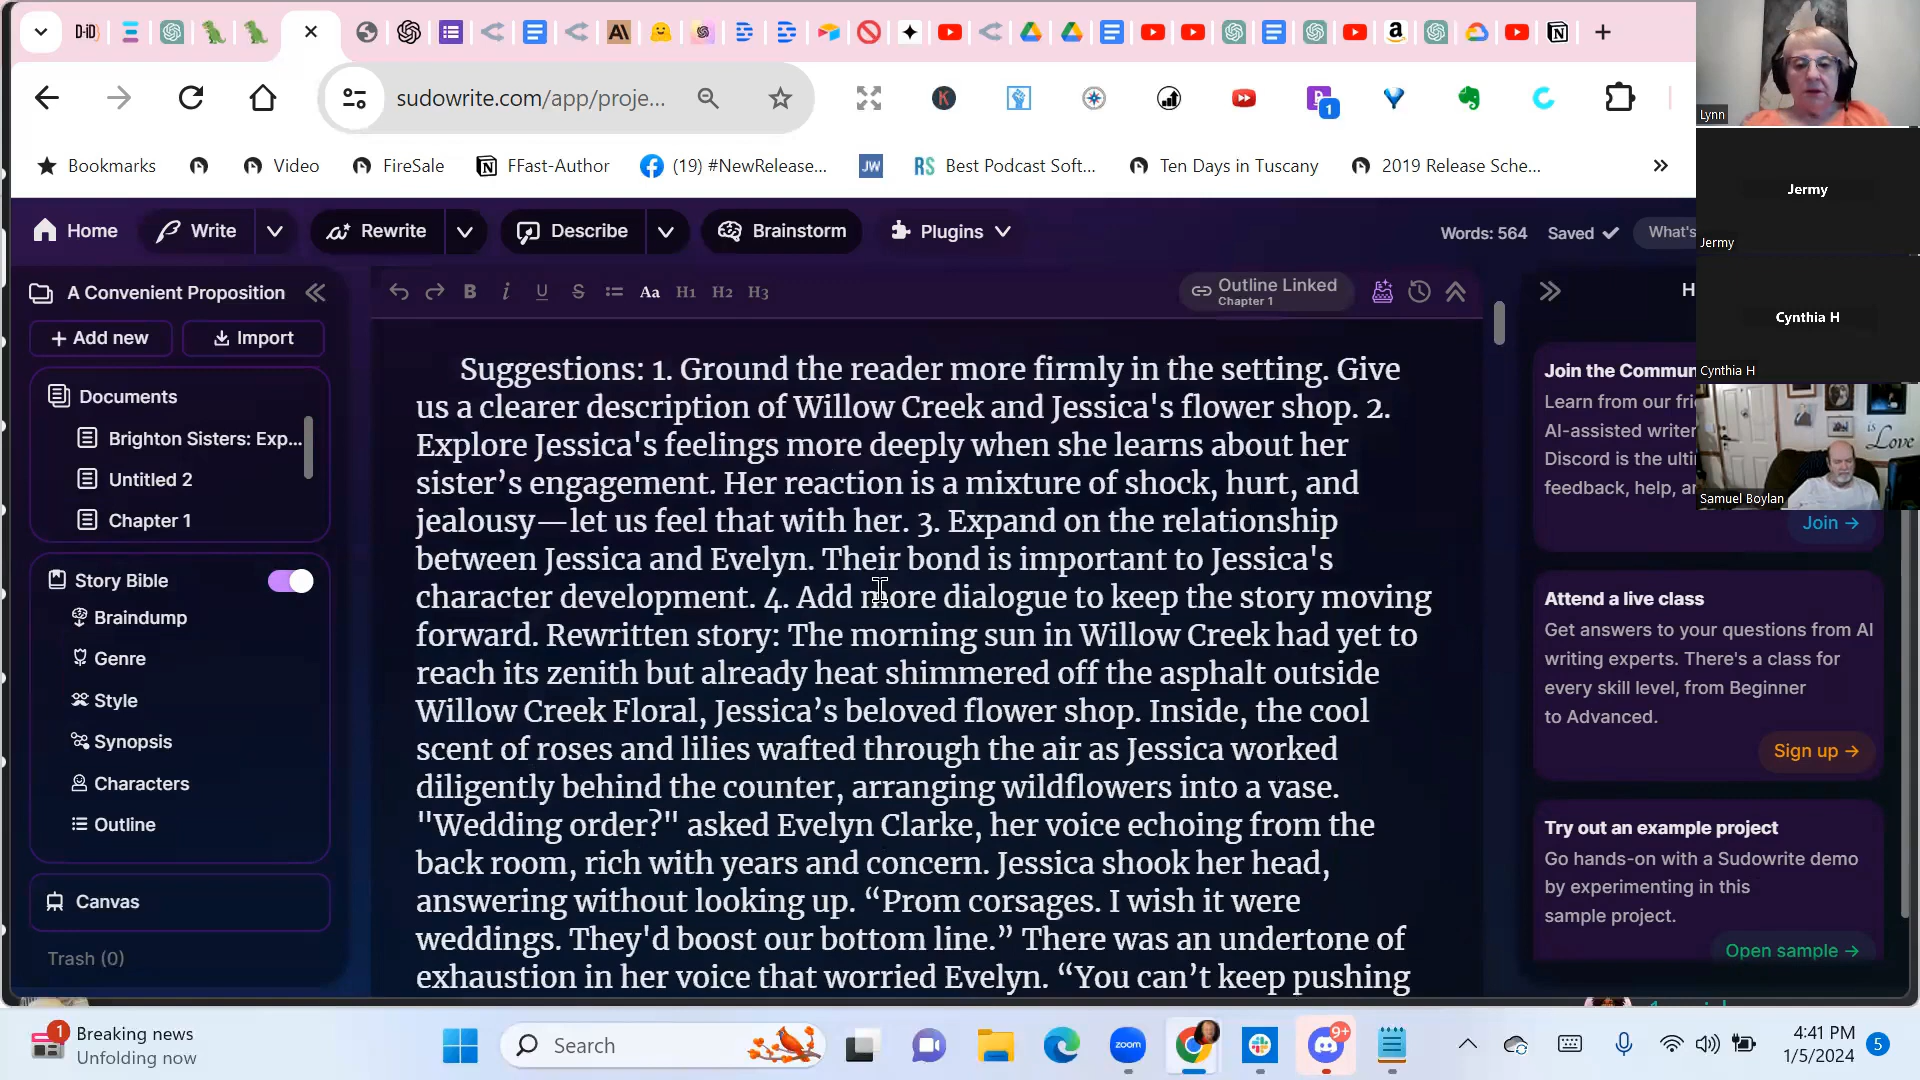 D-iD
sudowrite.com/app/proje...
1
Bookmarks
Video
FireSale
FFast-Author
(19) #NewRelease...
JW
RS Best Podcast Soft...
Ten Days in Tuscany
2019 Release Sche...
Home
Write
Rewrite
Describe
Brainstorm
Plugins
Words: 564
Saved
What's
A Convenient Proposition
+ Add new
Import
Documents
Brighton Sisters: Exp...
Untitled 2
Chapter 1
Story Bible
Braindump
Genre
Style
Synopsis
Characters
Outline
Canvas
Trash (0)
B i U S Aa H1 H2 H3
Outline Linked
Chapter 1
Suggestions: 1. Ground the reader more firmly in the setting. Give
us a clearer description of Willow Creek and Jessica's flower shop. 2.
Explore Jessica's feelings more deeply when she learns about her
sister’s engagement. Her reaction is a mixture of shock, hurt, and
jealousy—let us feel that with her. 3. Expand on the relationship
between Jessica and Evelyn. Their bond is important to Jessica's
character development. 4. Add more dialogue to keep the story moving
forward. Rewritten story: The morning sun in Willow Creek had yet to
reach its zenith but already heat shimmered off the asphalt outside
Willow Creek Floral, Jessica’s beloved flower shop. Inside, the cool
scent of roses and lilies wafted through the air as Jessica worked
diligently behind the counter, arranging wildflowers into a vase.
"Wedding order?" asked Evelyn Clarke, her voice echoing from the
back room, rich with years and concern. Jessica shook her head,
answering without looking up. “Prom corsages. I wish it were
weddings. They'd boost our bottom line.” There was an undertone of
exhaustion in her voice that worried Evelyn. “You can’t keep pushing
H
Join the Commun
Learn from our fri
AI-assisted writer
Discord is the ulti
feedback, help, a
Join →
Attend a live class
Get answers to your questions from AI
writing experts. There's a class for
every skill level, from Beginner
to Advanced.
Sign up →
Try out an example project
Go hands-on with a Sudowrite demo
by experimenting in this
sample project.
Open sample →
Lynn
Jermy
Jermy
Cynthia H
Cynthia H
is
Love
Samuel Boylan
1
Breaking news
Unfolding now
Search
zoom
9+
4:41 PM
1/5/2024
5